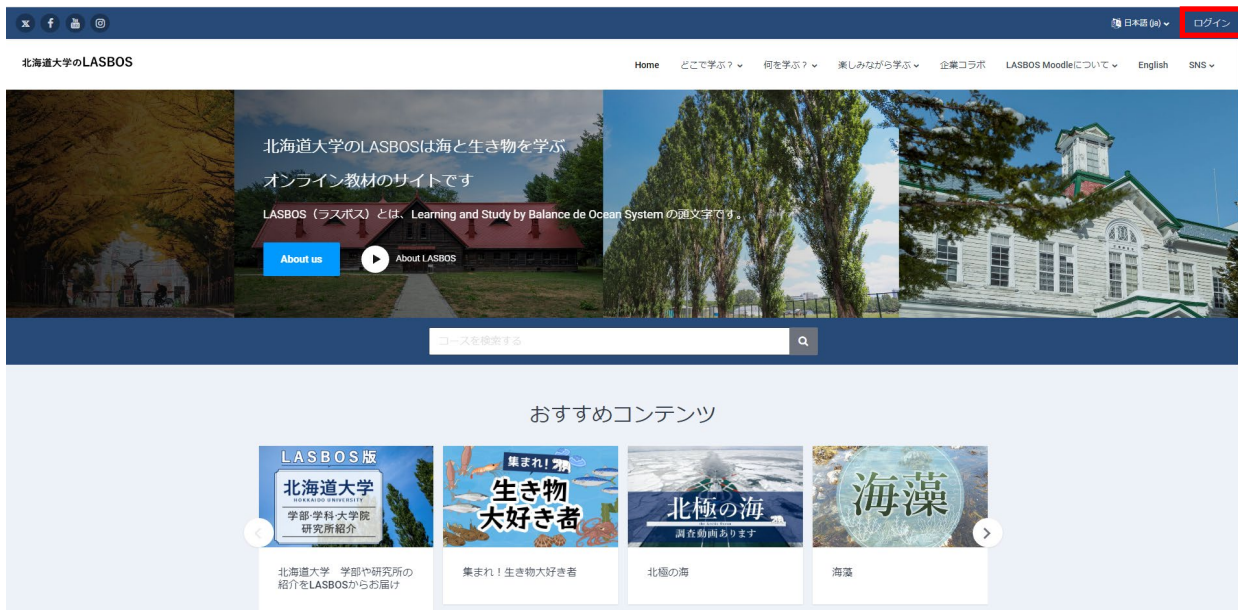 日本語 (ja)
ログイン
北海道大学のLASBOS
Home
どこで学ぶ？
何を学ぶ？
楽しみながら学ぶ
企業コラボ
LASBOS Moodleについて
English
SNS
北海道大学のLASBOSは海と生き物を学ぶ
オンライン教材のサイトです
LASBOS（ラスボス）とは、Learning and Study by Balance de Ocean System の頭文字です。
About us
About LASBOS
コースを検索する
おすすめコンテンツ
LASBOS版
北海道大学
HOKKAIDO UNIVERSITY
学部·学科·大学院
研究所紹介
集まれ！
生き物
大好き者
北極の海
調査動画あります
海藻
北海道大学　学部や研究所の
紹介をLASBOSからお届け
集まれ！生き物大好き者
北極の海
海藻